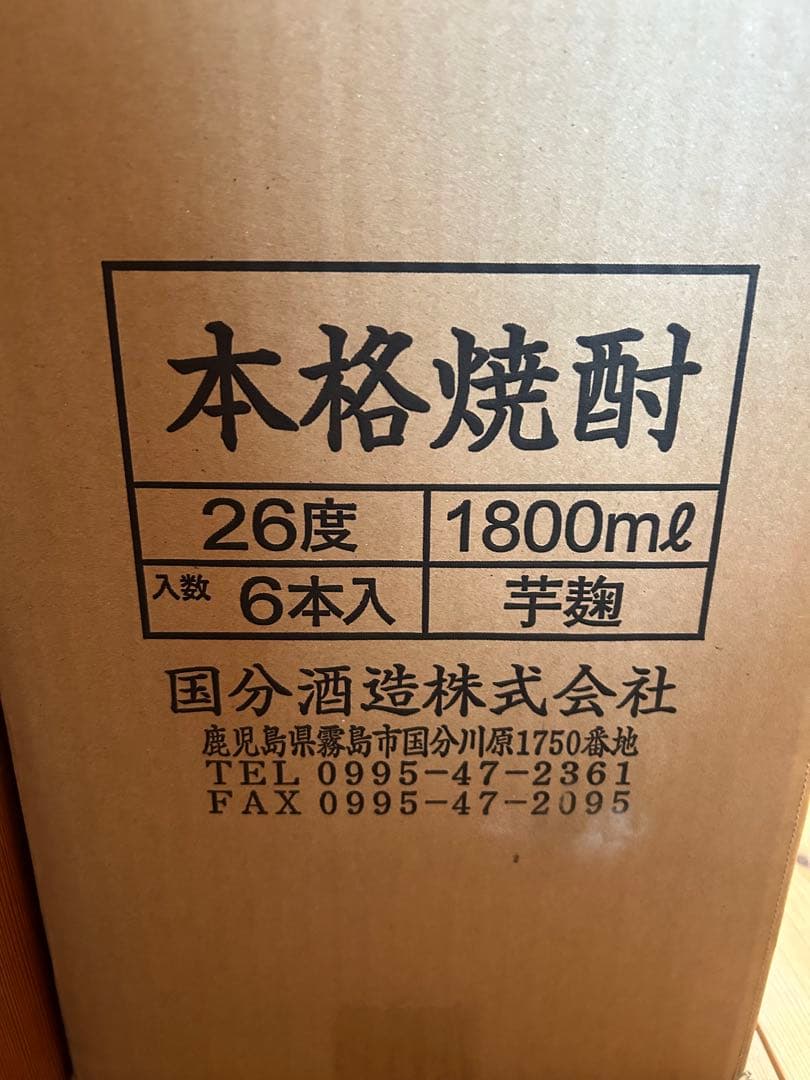 本格焼酎
26度 1800mℓ
入数 6本入 芋麹
国分酒造株式会社
鹿児島県霧島市国分川原1750番地
TEL 0995-47-2361
FAX 0995-47-2095